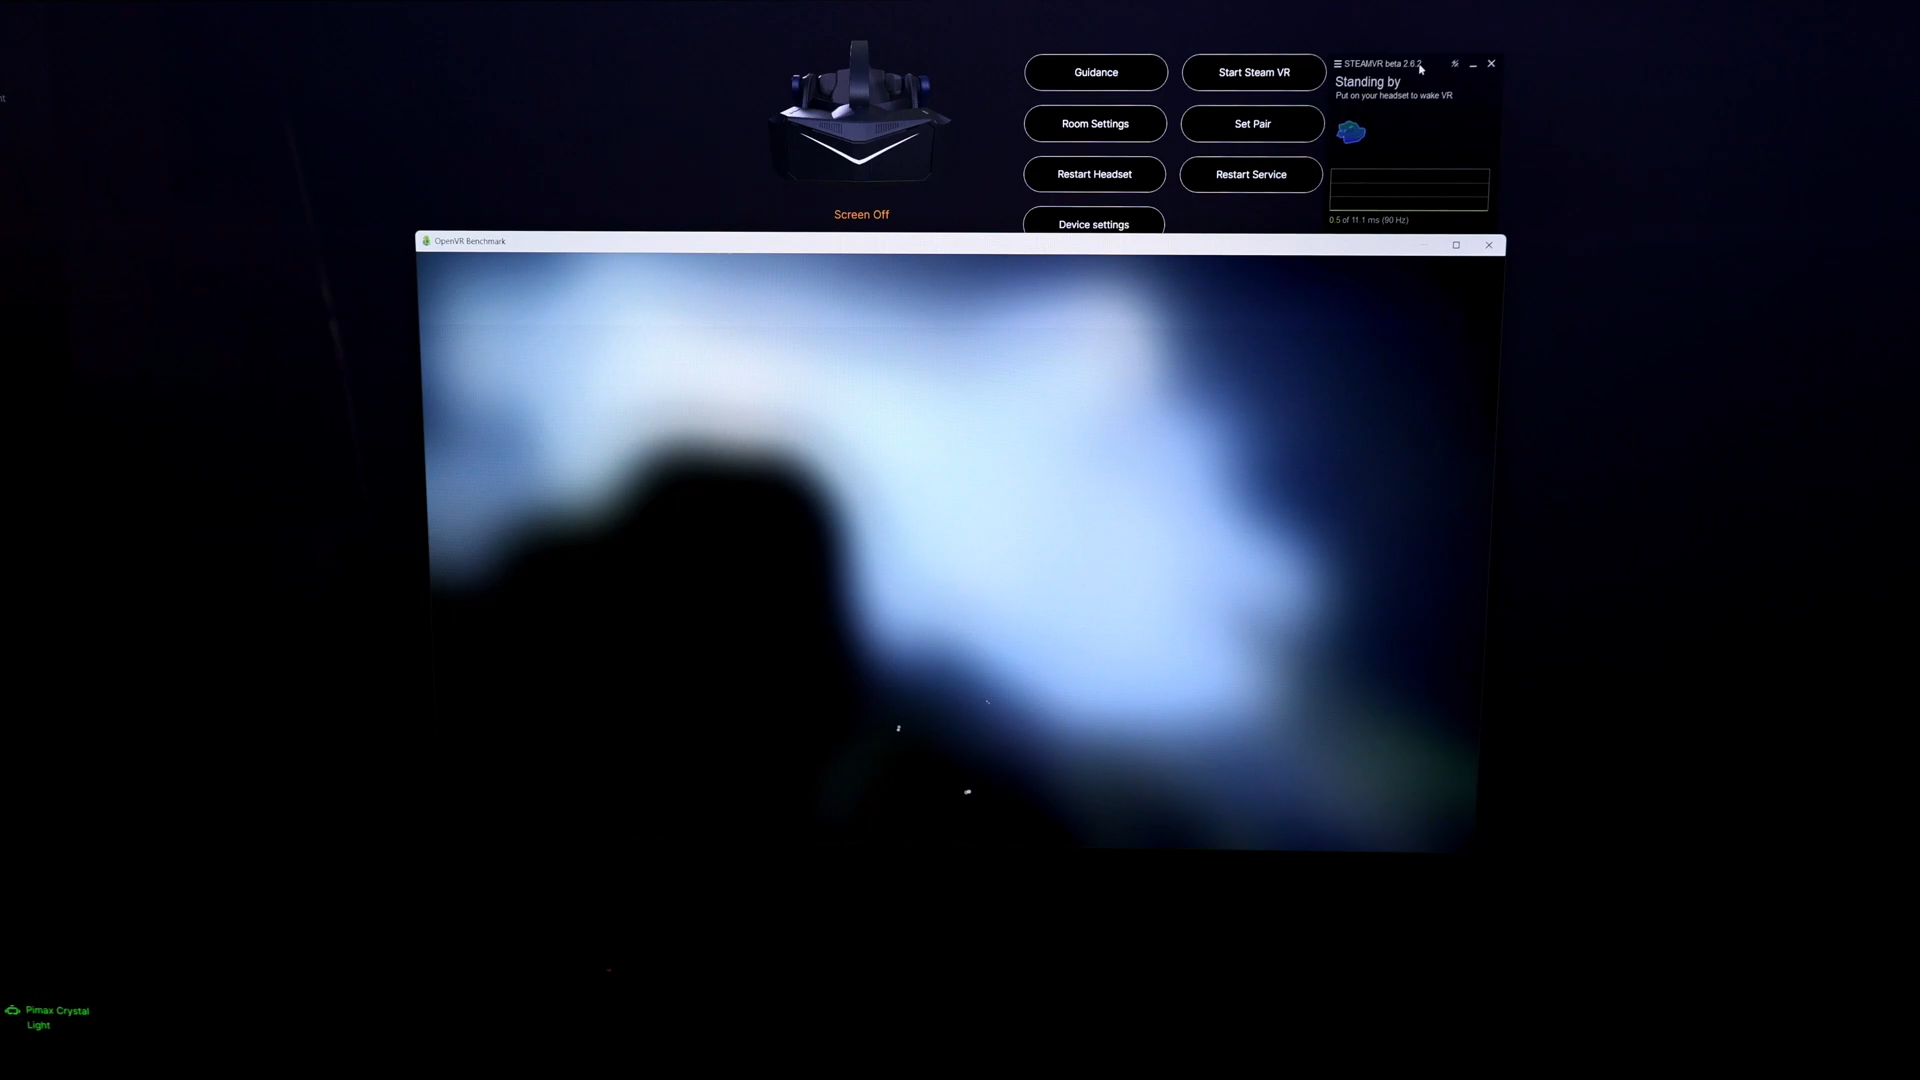 nt
Guidance
Start Steam VR
Room Settings
Set Pair
Restart Headset
Restart Service
Device settings
Screen Off
STEAMVR beta 2.6.2
Standing by
Put on your headset to wake VR
0.5 of 11.1 ms (90 Hz)
OpenVR Benchmark
Pimax Crystal
Light